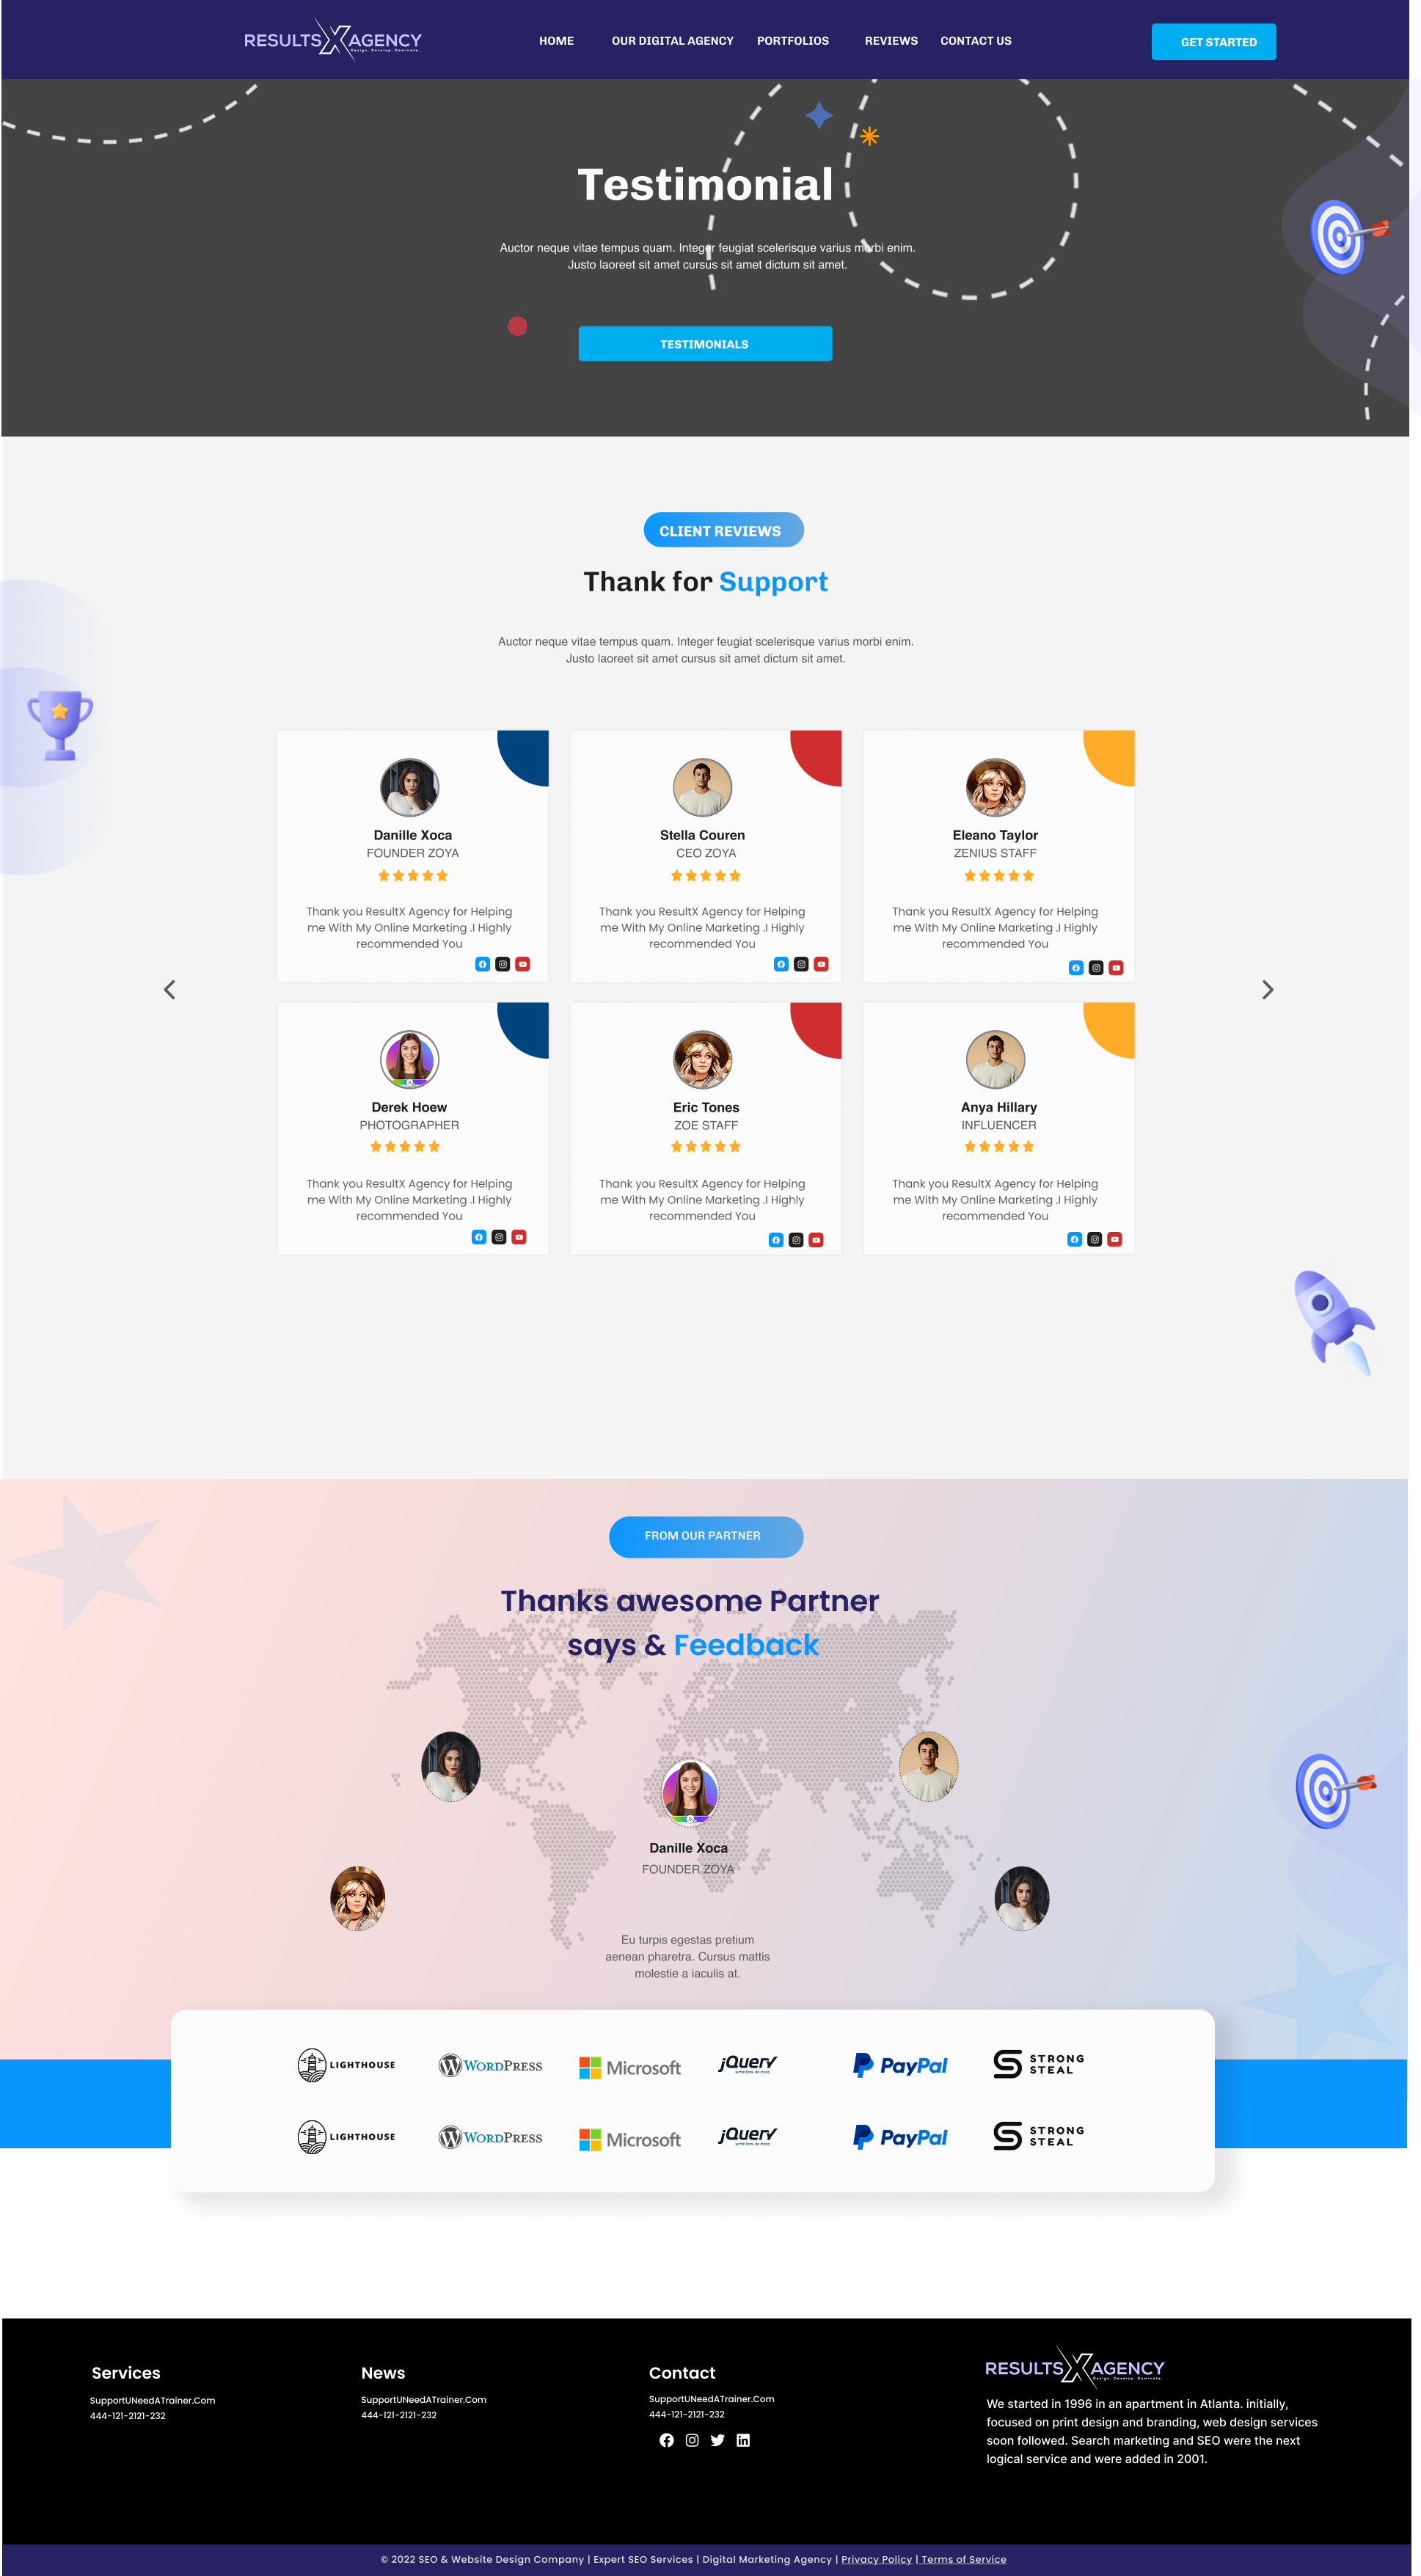 RESULTS X AGENCY
Design. Develop. Dominate.
HOME OUR DIGITAL AGENCY PORTFOLIOS REVIEWS CONTACT US
GET STARTED
Testimonial
Auctor neque vitae tempus quam. Integer feugiat scelerisque varius morbi enim.
Justo laoreet sit amet cursus sit amet dictum sit amet.
TESTIMONIALS
CLIENT REVIEWS
Thank for Support
Auctor neque vitae tempus quam. Integer feugiat scelerisque varius morbi enim.
Justo laoreet sit amet cursus sit amet dictum sit amet.
Danille Xoca
FOUNDER ZOYA
Thank you ResultX Agency for Helping
me With My Online Marketing .I Highly
recommended You
Stella Couren
CEO ZOYA
Thank you ResultX Agency for Helping
me With My Online Marketing .I Highly
recommended You
Eleano Taylor
ZENIUS STAFF
Thank you ResultX Agency for Helping
me With My Online Marketing .I Highly
recommended You
Derek Hoew
PHOTOGRAPHER
Thank you ResultX Agency for Helping
me With My Online Marketing .I Highly
recommended You
Eric Tones
ZOE STAFF
Thank you ResultX Agency for Helping
me With My Online Marketing .I Highly
recommended You
Anya Hillary
INFLUENCER
Thank you ResultX Agency for Helping
me With My Online Marketing .I Highly
recommended You
FROM OUR PARTNER
Thanks awesome Partner
says & Feedback
Danille Xoca
FOUNDER ZOYA
Eu turpis egestas pretium
aenean pharetra. Cursus mattis
molestie a iaculis at.
LIGHTHOUSE WORDPRESS Microsoft jQuery write less, do more. PayPal STRONG STEAL
LIGHTHOUSE WORDPRESS Microsoft jQuery write less, do more. PayPal STRONG STEAL
Services
SupportUNeedATrainer.Com
444-121-2121-232
News
SupportUNeedATrainer.Com
444-121-2121-232
Contact
SupportUNeedATrainer.Com
444-121-2121-232
RESULTS X AGENCY
Design. Develop. Dominate.
We started in 1996 in an apartment in Atlanta. initially,
focused on print design and branding, web design services
soon followed. Search marketing and SEO were the next
logical service and were added in 2001.
© 2022 SEO & Website Design Company | Expert SEO Services | Digital Marketing Agency | Privacy Policy | Terms of Service